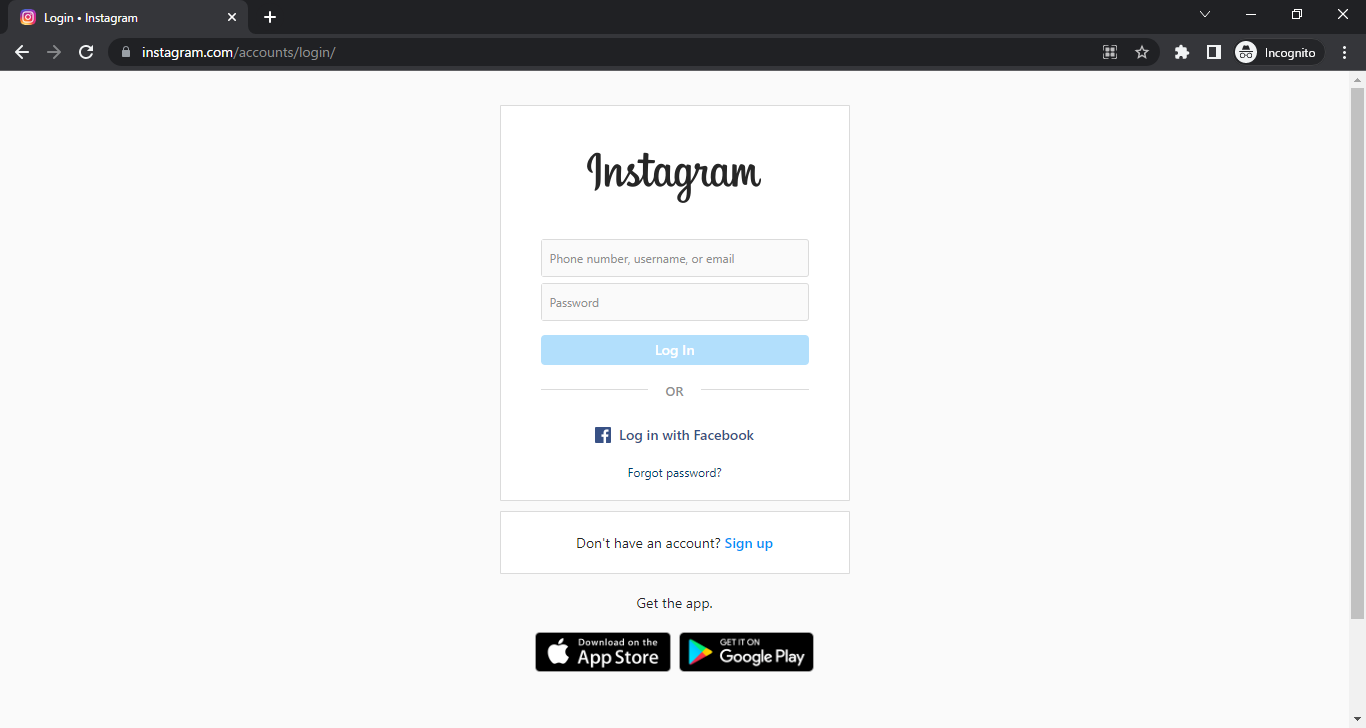 Login • Instagram
instagram.com/accounts/login/
Incognito
Instagram
Phone number, username, or email
Password
Log In
OR
Log in with Facebook
Forgot password?
Don't have an account? Sign up
Get the app.
Download on the
App Store
GET IT ON
Google Play